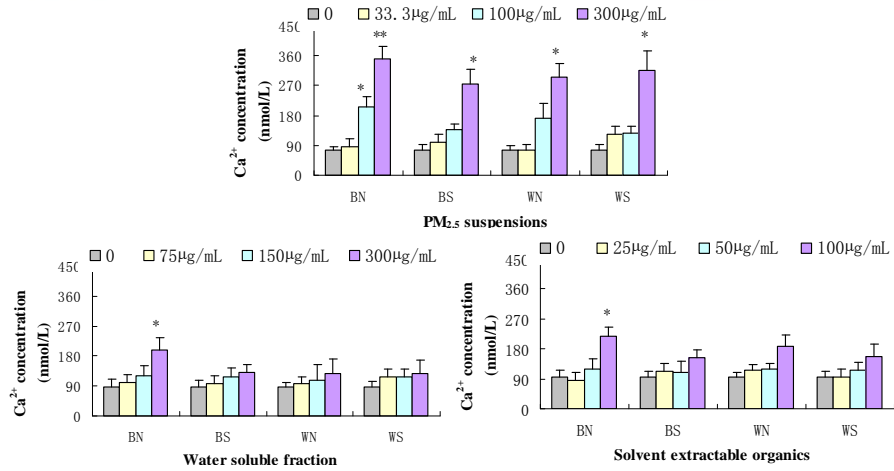 0 33.3μg/mL 100μg/mL 300μg/mL
Ca2+ concentration
(nmol/L)
45(
360
270
180
90
0
* ** * * *
BN BS WN WS
PM2.5 suspensions
0 75μg/mL 150μg/mL 300μg/mL
Ca2+ concentration
(nmol/L)
45(
360
270
180
90
0
*
BN BS WN WS
Water soluble fraction
0 25μg/mL 50μg/mL 100μg/mL
Ca2+ concentration
(nmol/L)
45(
360
270
180
90
0
*
BN BS WN WS
Solvent extractable organics